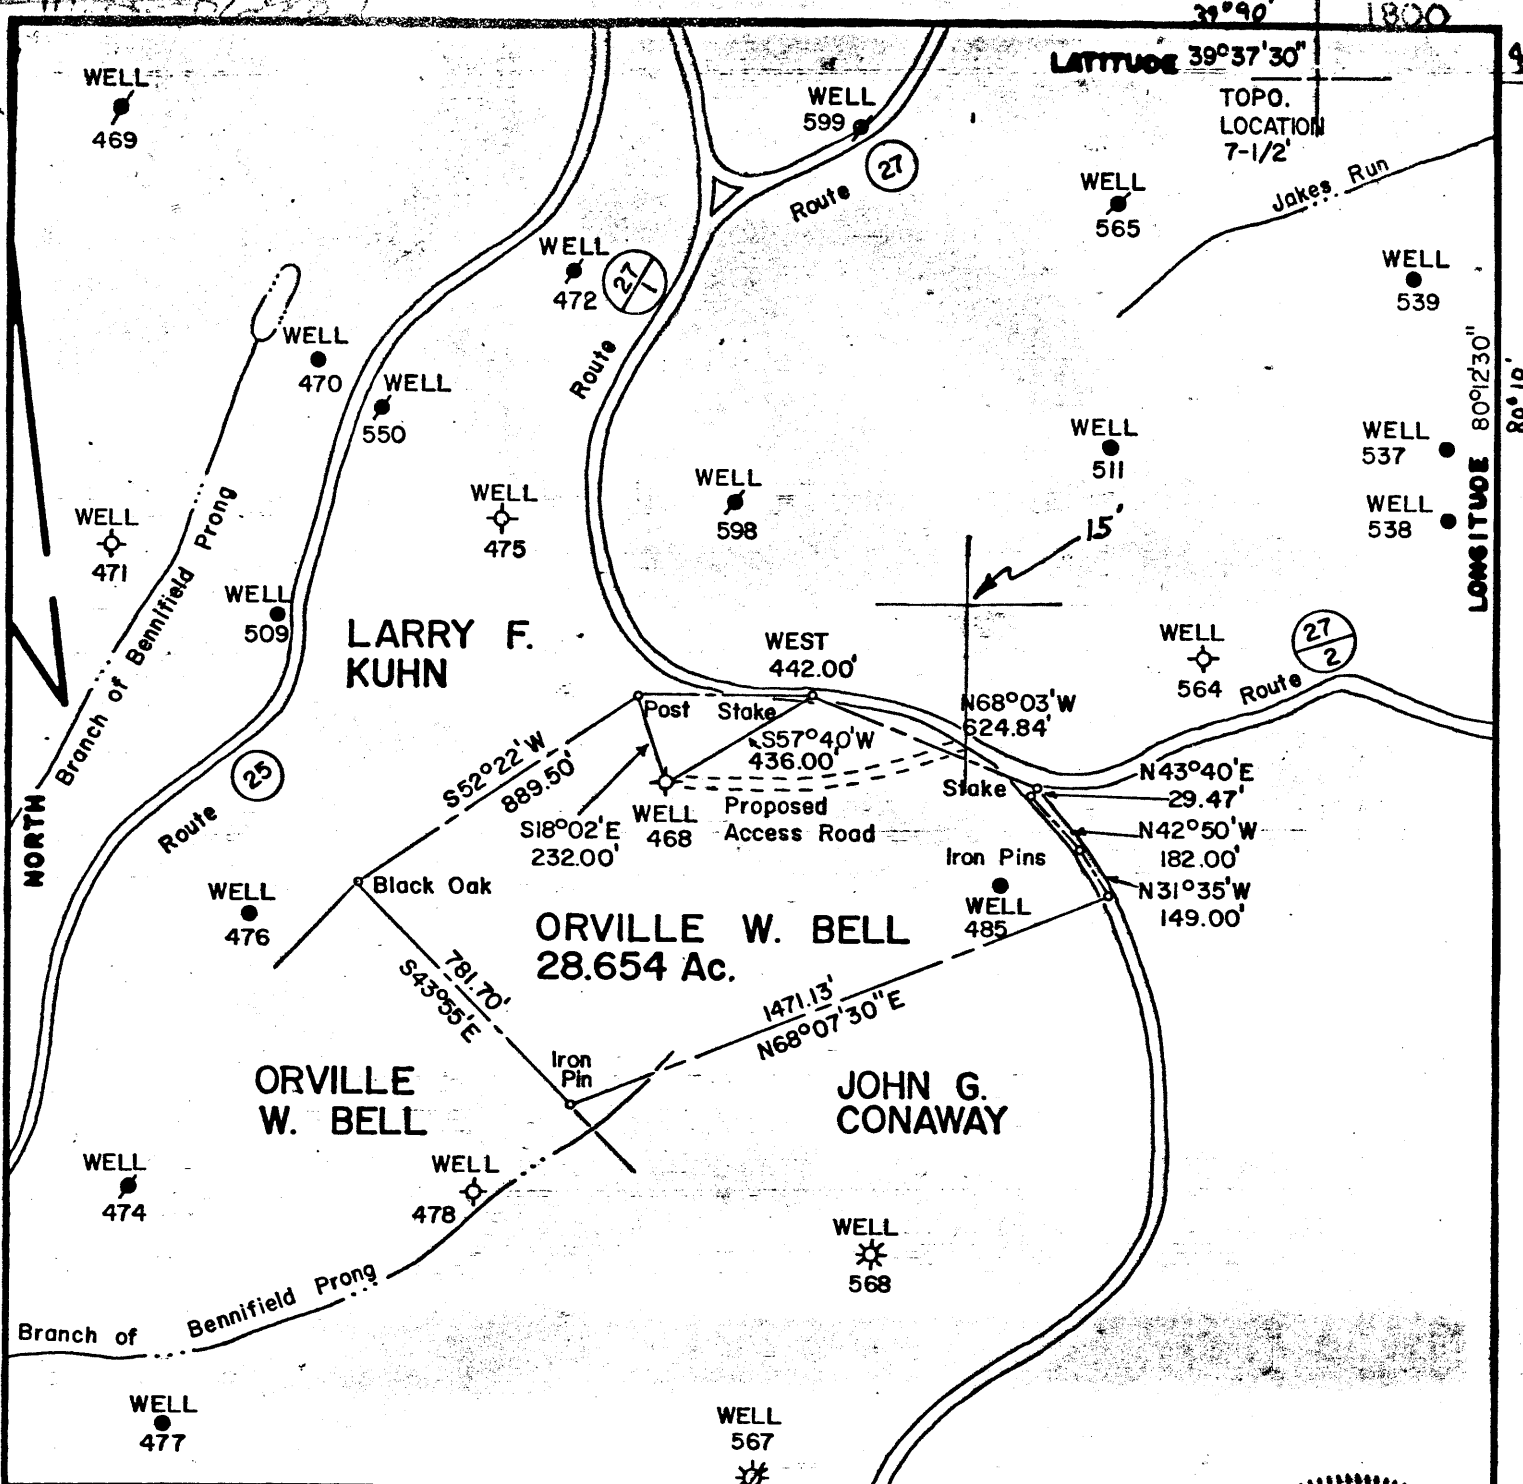 39°40'
1800
LATITUDE 39°37'30"
TOPO.
LOCATION
7-1/2'
WELL
469
WELL
599
Route 27
WELL
565
Jakes Run
WELL
472
27/1
Route
WELL
539
WELL
470
WELL
550
LONGITUDE 80°12'30"
WELL
511
WELL
537
WELL
538
WELL
475
WELL
598
15'
WELL
471
Branch of Bennifield Prong
WELL
509
LARRY F.
KUHN
WEST
442.00'
WELL
564
Route 27/2
Post
Stake
N68°03'W
624.84'
S57°40'W
436.00'
S52°22'W
889.50'
Route 25
NORTH
S18°02'E
232.00'
WELL
468
Proposed
Access Road
Stake
N43°40'E
29.47'
N42°50'W
182.00'
N31°35'W
149.00'
Iron Pins
WELL
485
Black Oak
WELL
476
ORVILLE W. BELL
28.654 Ac.
781.70'
S43°55'E
1471.13'
N68°07'30"E
Iron
Pin
ORVILLE
W. BELL
JOHN G.
CONAWAY
WELL
474
WELL
478
WELL
568
Branch of Bennifield Prong
WELL
477
WELL
567